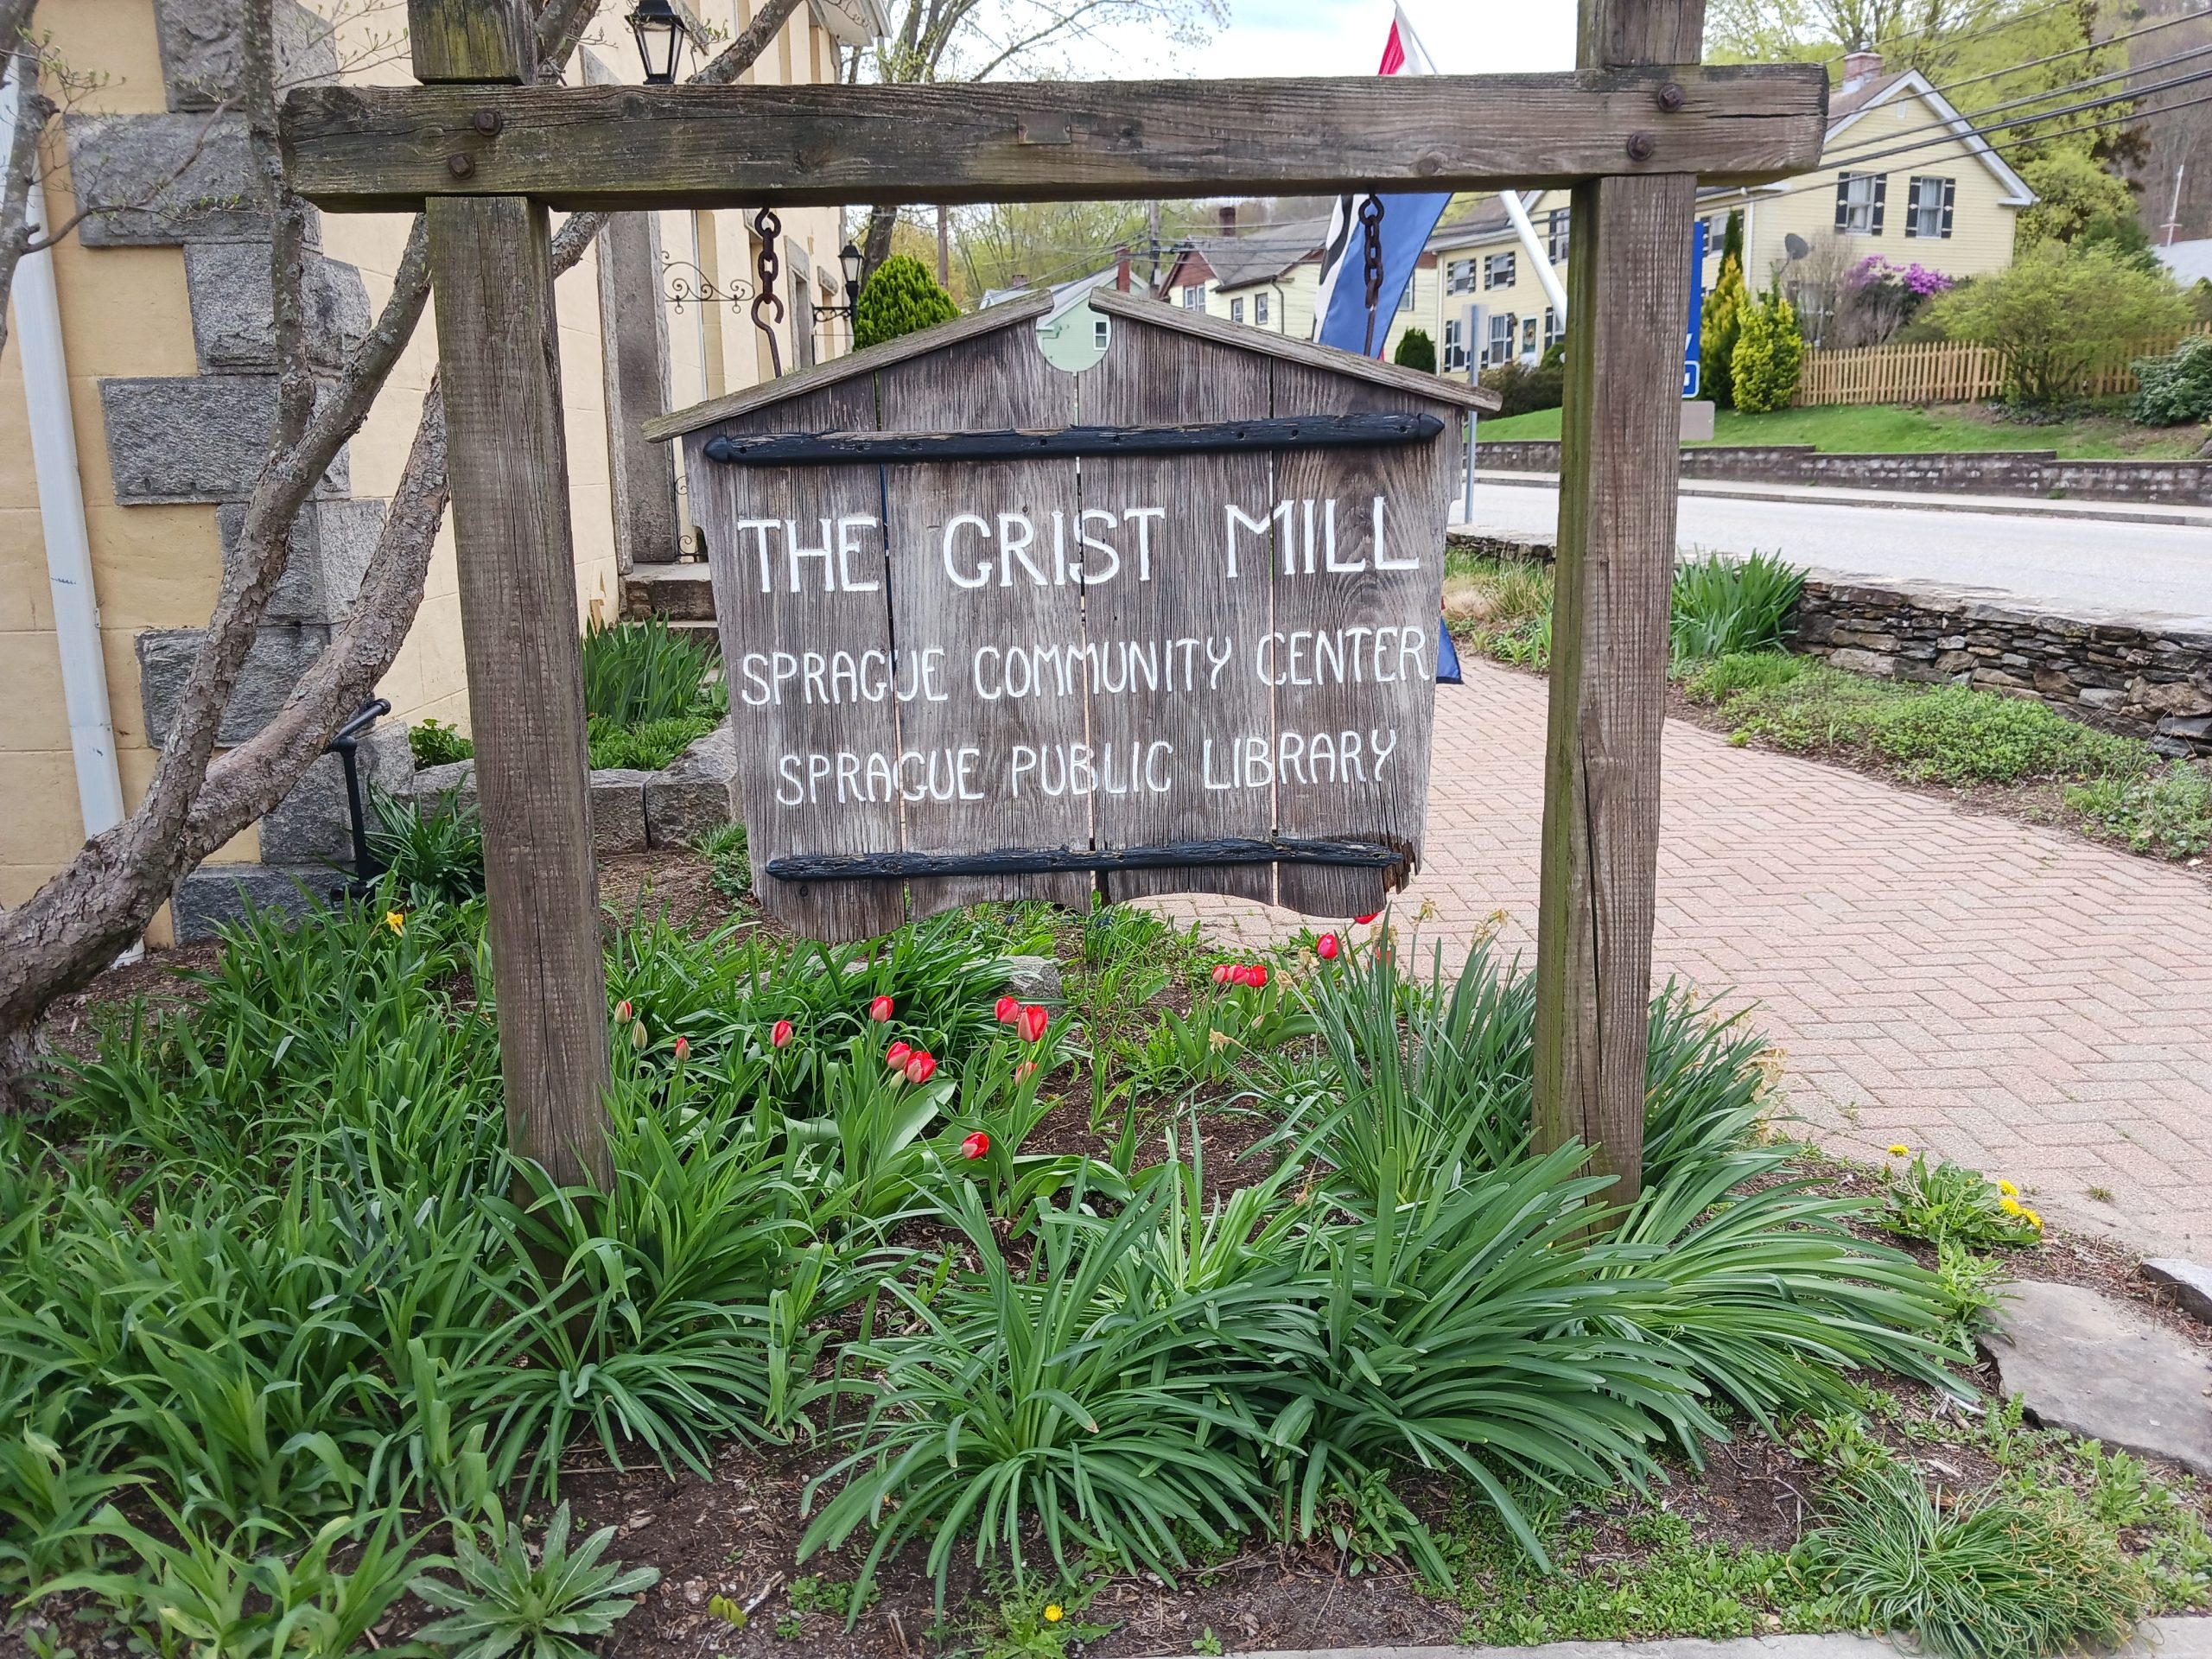 THE GRIST MILL
SPRAGUE COMMUNITY CENTER
SPRAGUE PUBLIC LIBRARY